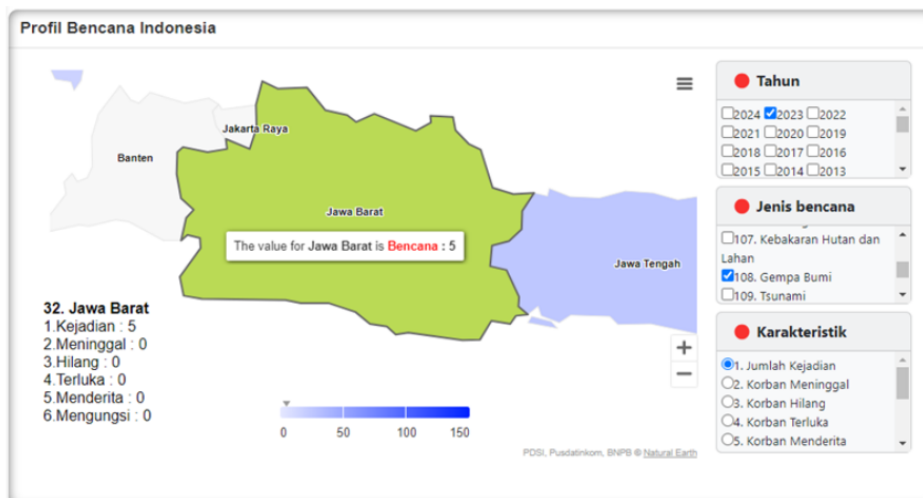 Profil Bencana Indonesia
Jakarta Raya
Banten
Jawa Barat
The value for Jawa Barat is Bencana : 5
Jawa Tengah
32. Jawa Barat
1.Kejadian : 5
2.Meninggal : 0
3.Hilang : 0
4.Terluka : 0
5.Menderita : 0
6.Mengungsi : 0
0 50 100 150
PDSI, Pusdatinkom, BNPB © Natural Earth
Tahun
2024 2023 2022
2021 2020 2019
2018 2017 2016
2015 2014 2013
Jenis bencana
107. Kebakaran Hutan dan
Lahan
108. Gempa Bumi
109. Tsunami
Karakteristik
1. Jumlah Kejadian
2. Korban Meninggal
3. Korban Hilang
4. Korban Terluka
5. Korban Menderita